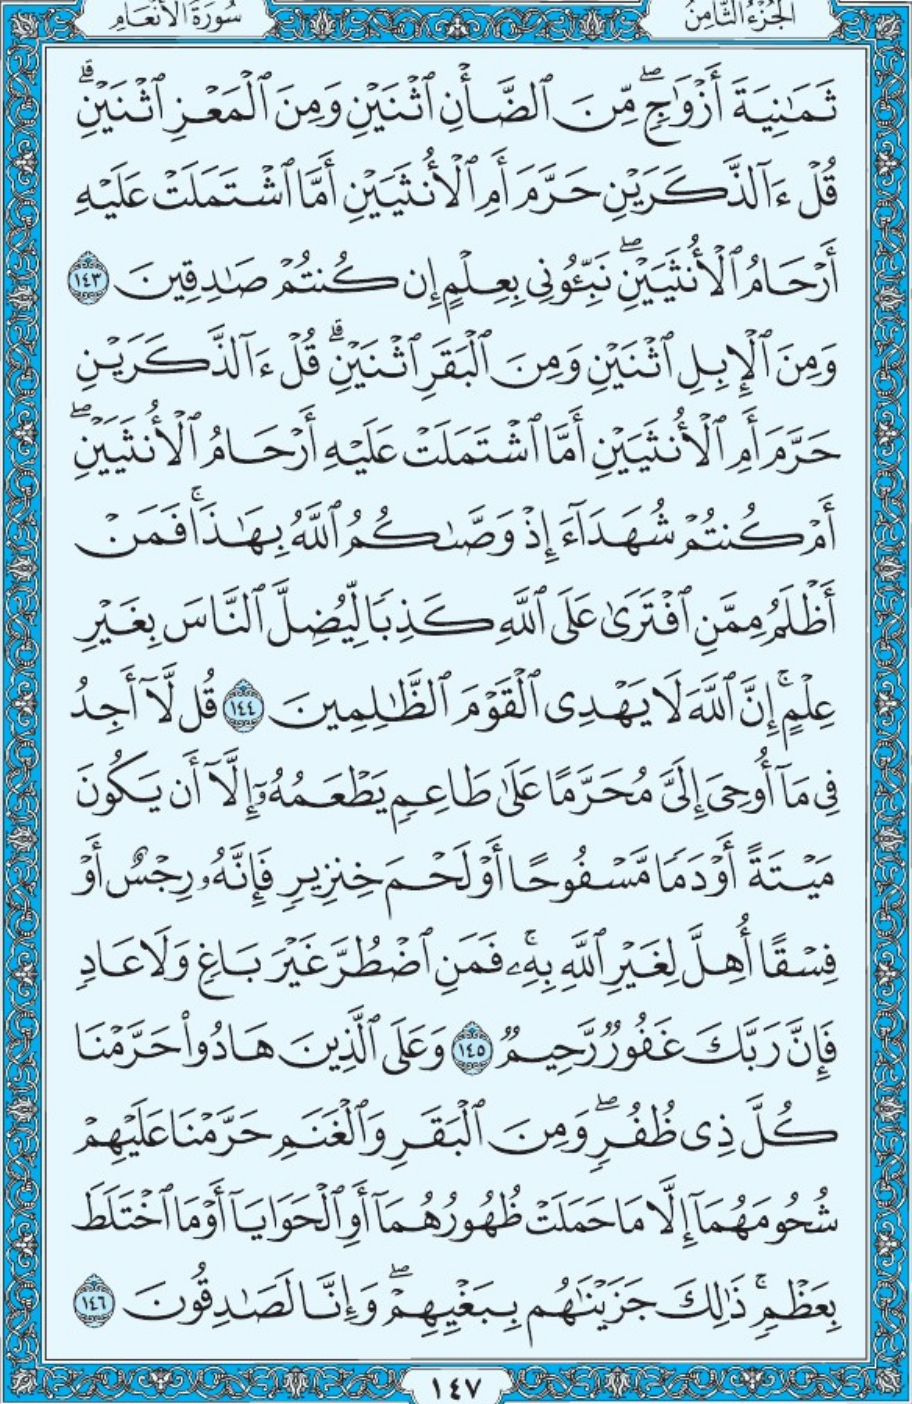 سُورَةُ الأَنْعَامِ
الجُزْءُ الثَّامِنُ
ثَمَٰنِيَةَ أَزْوَٰجٖۖ مِّنَ ٱلضَّأْنِ ٱثْنَيْنِ وَمِنَ ٱلْمَعْزِ ٱثْنَيْنِۗ
قُلْ ءَآلذَّكَرَيْنِ حَرَّمَ أَمِ ٱلْأُنثَيَيْنِ أَمَّا ٱشْتَمَلَتْ عَلَيْهِ
أَرْحَامُ ٱلْأُنثَيَيْنِۖ نَبِّـُٔونِى بِعِلْمٍ إِن كُنتُمْ صَٰدِقِينَ ١٤٣
وَمِنَ ٱلْإِبِلِ ٱثْنَيْنِ وَمِنَ ٱلْبَقَرِ ٱثْنَيْنِۗ قُلْ ءَآلذَّكَرَيْنِ
حَرَّمَ أَمِ ٱلْأُنثَيَيْنِ أَمَّا ٱشْتَمَلَتْ عَلَيْهِ أَرْحَامُ ٱلْأُنثَيَيْنِۖ
أَمْ كُنتُمْ شُهَدَآءَ إِذْ وَصَّىٰكُمُ ٱللَّهُ بِهَٰذَاۚ فَمَنْ
أَظْلَمُ مِمَّنِ ٱفْتَرَىٰ عَلَى ٱللَّهِ كَذِبًا لِّيُضِلَّ ٱلنَّاسَ بِغَيْرِ
عِلْمٍۚ إِنَّ ٱللَّهَ لَا يَهْدِى ٱلْقَوْمَ ٱلظَّٰلِمِينَ ١٤٤ قُل لَّآ أَجِدُ
فِى مَآ أُوحِىَ إِلَىَّ مُحَرَّمًا عَلَىٰ طَاعِمٍ يَطْعَمُهُۥٓ إِلَّآ أَن يَكُونَ
مَيْتَةً أَوْ دَمًا مَّسْفُوحًا أَوْ لَحْمَ خِنزِيرٍ فَإِنَّهُۥ رِجْسٌ أَوْ
فِسْقًا أُهِلَّ لِغَيْرِ ٱللَّهِ بِهِۦۚ فَمَنِ ٱضْطُرَّ غَيْرَ بَاغٍ وَلَا عَادٍ
فَإِنَّ رَبَّكَ غَفُورٌ رَّحِيمٌ ١٤٥ وَعَلَى ٱلَّذِينَ هَادُوا۟ حَرَّمْنَا
كُلَّ ذِى ظُفُرٍۖ وَمِنَ ٱلْبَقَرِ وَٱلْغَنَمِ حَرَّمْنَا عَلَيْهِمْ
شُحُومَهُمَآ إِلَّا مَا حَمَلَتْ ظُهُورُهُمَآ أَوِ ٱلْحَوَايَآ أَوْ مَا ٱخْتَلَطَ
بِعَظْمٍۚ ذَٰلِكَ جَزَيْنَٰهُم بِبَغْيِهِمْۖ وَإِنَّا لَصَٰدِقُونَ ١٤٦
١٤٧